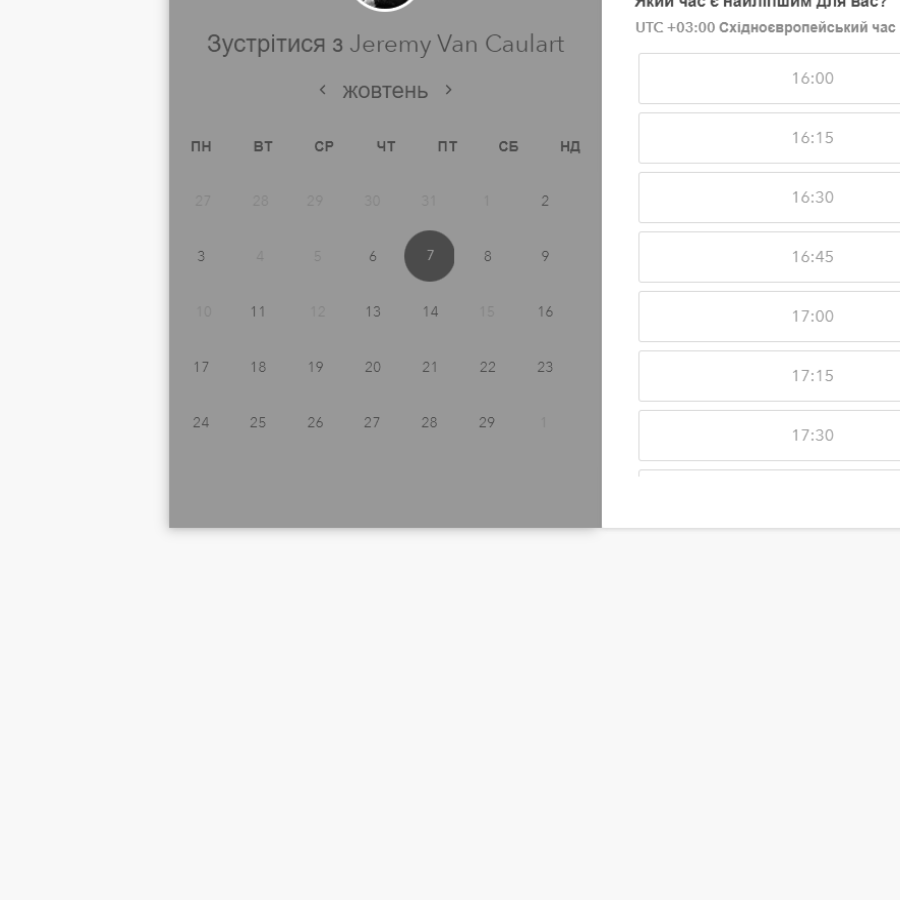 Зустрітися з Jeremy Van Caulart
‹ жовтень ›
ПН ВТ СР ЧТ ПТ СБ НД
27 28 29 30 31 1 2
3 4 5 6 7 8 9
10 11 12 13 14 15 16
17 18 19 20 21 22 23
24 25 26 27 28 29 1
Який час є найліпшим для вас?
UTC +03:00 Східноєвропейський час
16:00
16:15
16:30
16:45
17:00
17:15
17:30